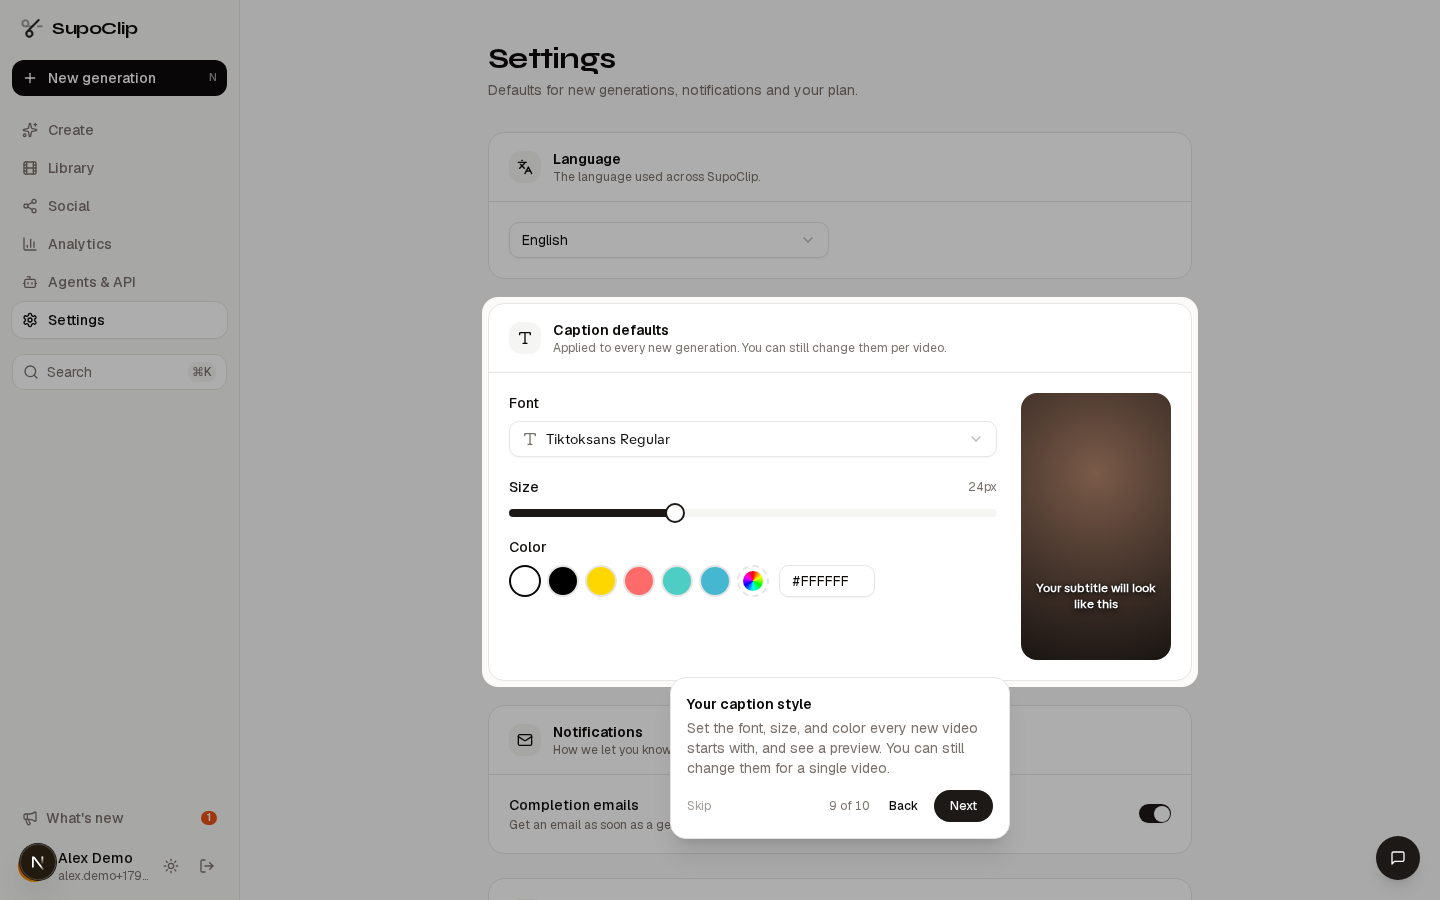 SupoClip
New generation
N
Create
Library
Social
Analytics
Agents & API
Settings
Search
⌘K
What's new
1
N
Alex Demo
alex.demo+179...
Settings
Defaults for new generations, notifications and your plan.
Language
The language used across SupoClip.
English
Caption defaults
Applied to every new generation. You can still change them per video.
Font
Tiktoksans Regular
Size
24px
Color
#FFFFFF
Your subtitle will look
like this
Notifications
How we let you know
Completion emails
Get an email as soon as a ge
Your caption style
Set the font, size, and color every new video
starts with, and see a preview. You can still
change them for a single video.
Skip
9 of 10
Back
Next